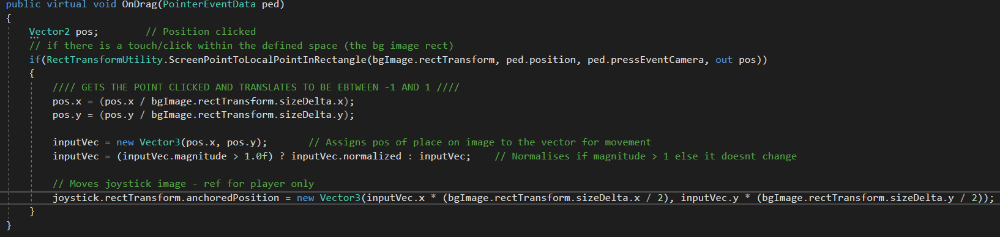 public virtual void OnDrag(PointerEventData ped)
{
Vector2 pos; // Position clicked
// if there is a touch/click within the defined space (the bg image rect)
if(RectTransformUtility.ScreenPointToLocalPointInRectangle(bgImage.rectTransform, ped.position, ped.pressEventCamera, out pos))
{
//// GETS THE POINT CLICKED AND TRANSLATES TO BE EBTWEEN -1 AND 1 ////
pos.x = (pos.x / bgImage.rectTransform.sizeDelta.x);
pos.y = (pos.y / bgImage.rectTransform.sizeDelta.y);
inputVec = new Vector3(pos.x, pos.y); // Assigns pos of place on image to the vector for movement
inputVec = (inputVec.magnitude > 1.0f) ? inputVec.normalized : inputVec; // Normalises if magnitude > 1 else it doesnt change
// Moves joystick image - ref for player only
joystick.rectTransform.anchoredPosition = new Vector3(inputVec.x * (bgImage.rectTransform.sizeDelta.x / 2), inputVec.y * (bgImage.rectTransform.sizeDelta.y / 2));
}
}